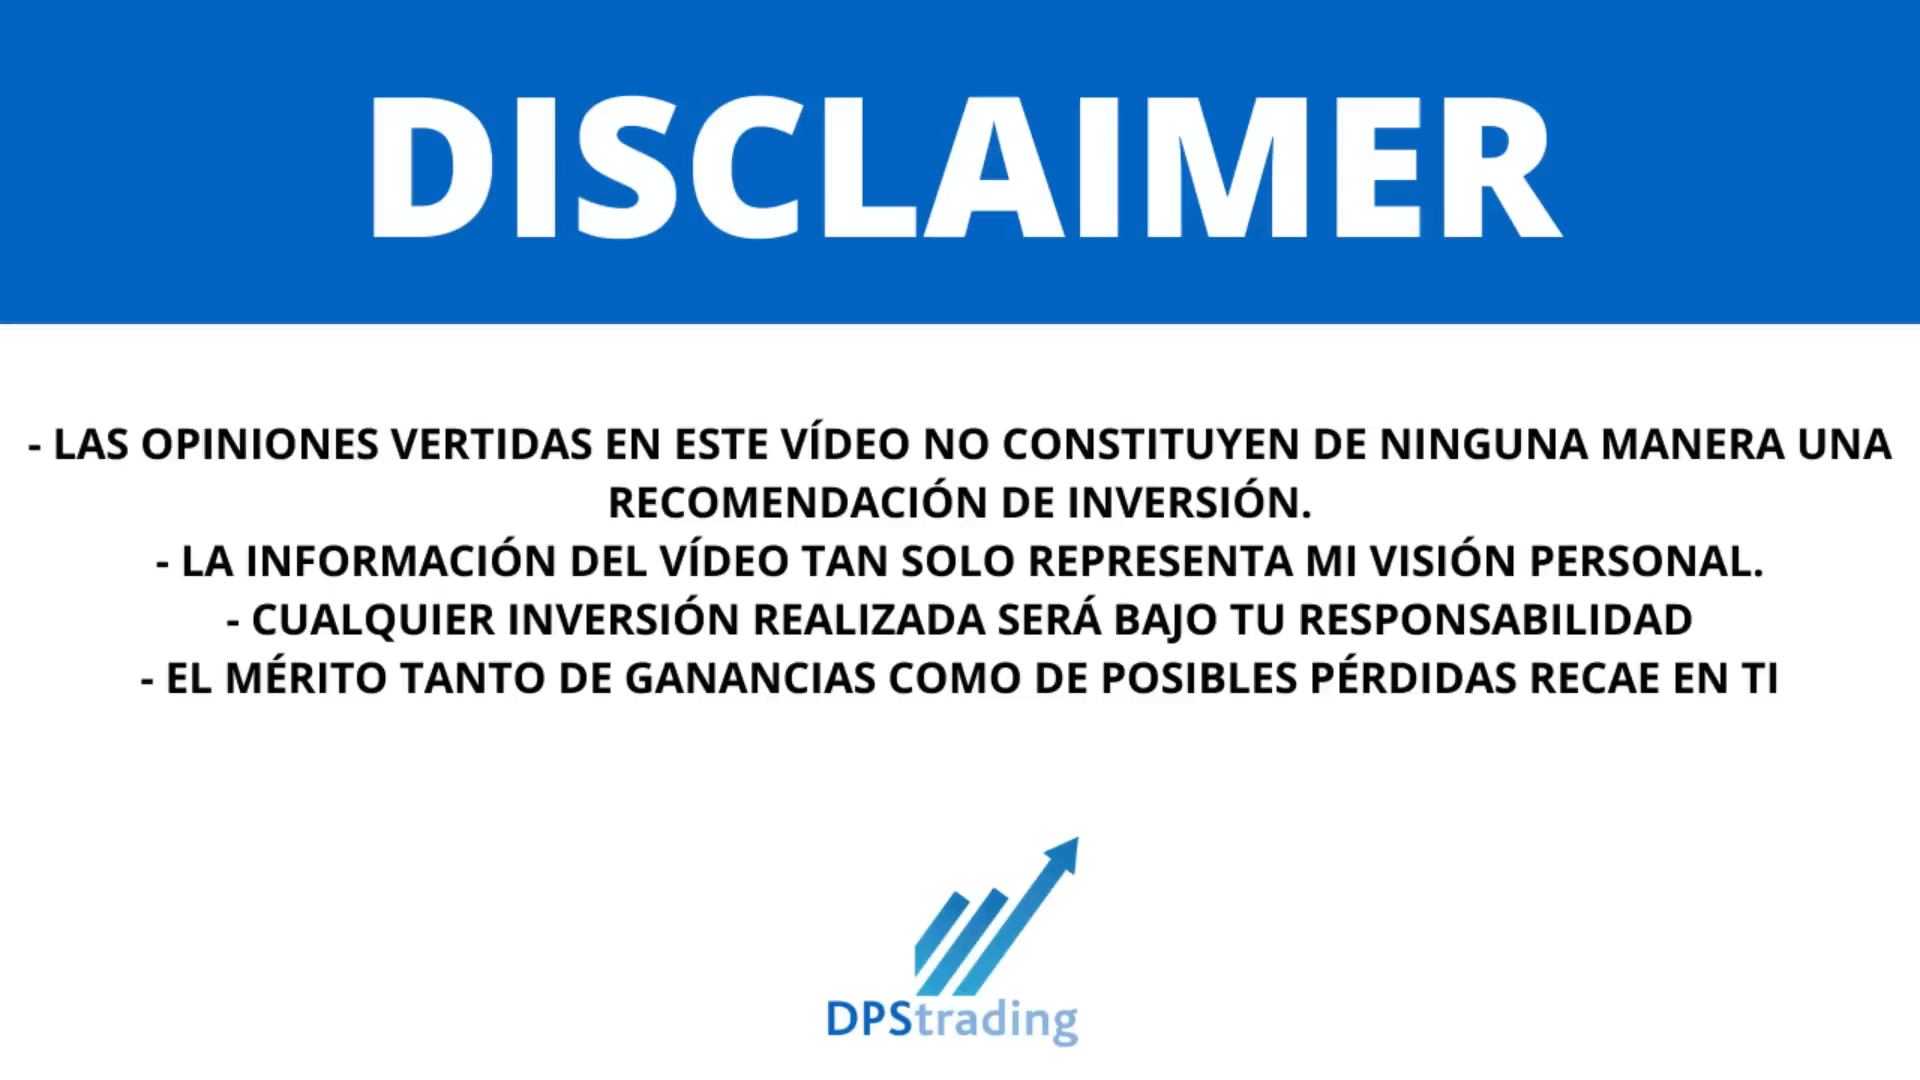 DISCLAIMER
- LAS OPINIONES VERTIDAS EN ESTE VÍDEO NO CONSTITUYEN DE NINGUNA MANERA UNA
RECOMENDACIÓN DE INVERSIÓN.
- LA INFORMACIÓN DEL VÍDEO TAN SOLO REPRESENTA MI VISIÓN PERSONAL.
- CUALQUIER INVERSIÓN REALIZADA SERÁ BAJO TU RESPONSABILIDAD
- EL MÉRITO TANTO DE GANANCIAS COMO DE POSIBLES PÉRDIDAS RECAE EN TI
DPStrading